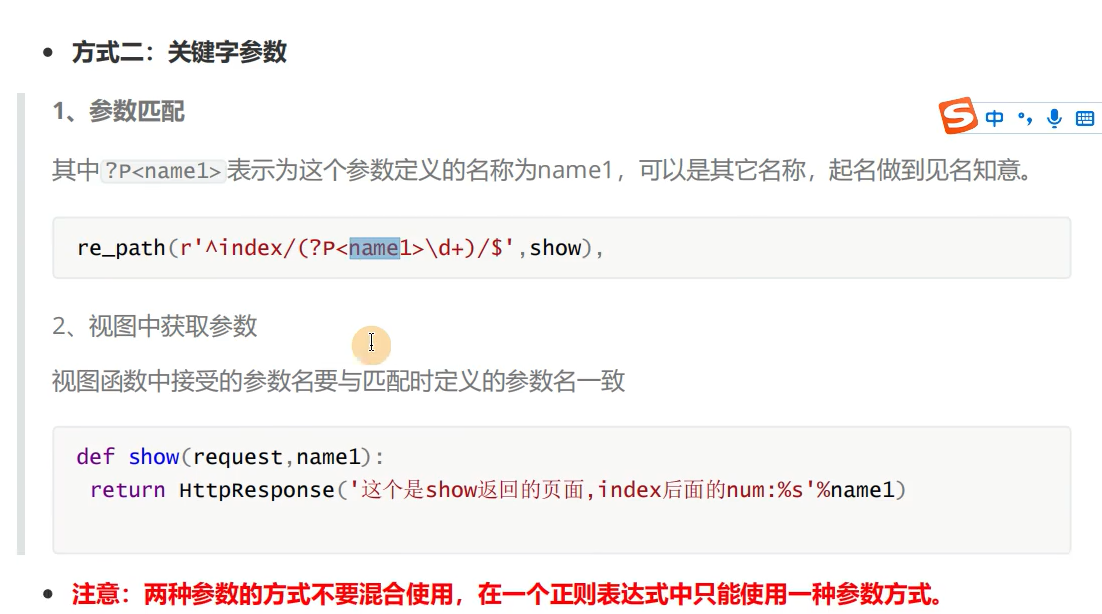 方式二：关键字参数
1、参数匹配
中
其中?P<name1>表示为这个参数定义的名称为name1，可以是其它名称，起名做到见名知意。
re_path(r'^index/(?P<name1>\d+)/$',show),
2、视图中获取参数
视图函数中接受的参数名要与匹配时定义的参数名一致
def show(request,name1):
return HttpResponse('这个是show返回的页面,index后面的num:%s'%name1)
注意：两种参数的方式不要混合使用，在一个正则表达式中只能使用一种参数方式。